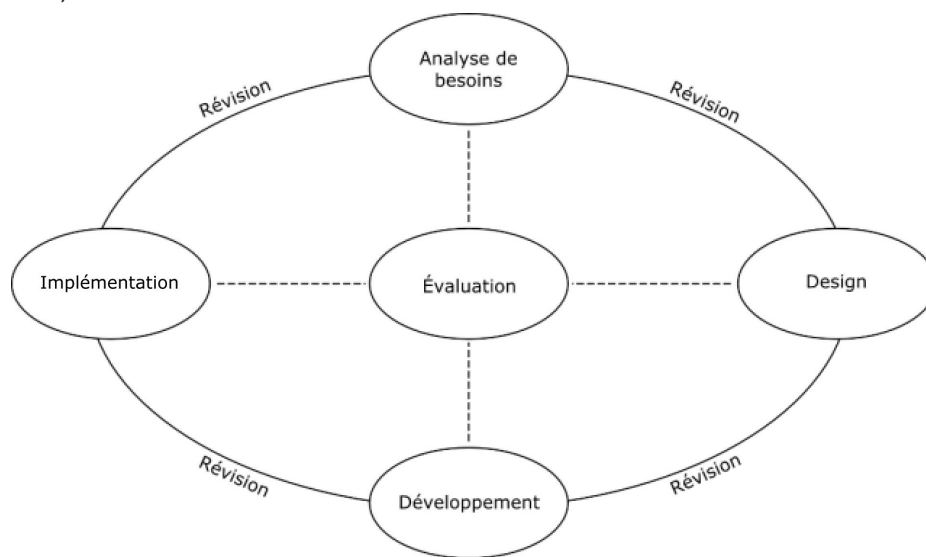 Analyse de
besoins
Révision
Révision
Implémentation
Évaluation
Design
Révision
Révision
Développement